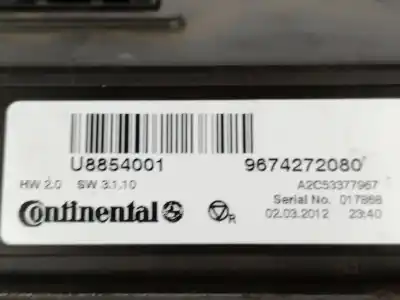 U8854001 9674272080
HW 2.0 SW 3.1.10 A2C53377967
Continental R Serial No. 017868
02.03.2012 23:40